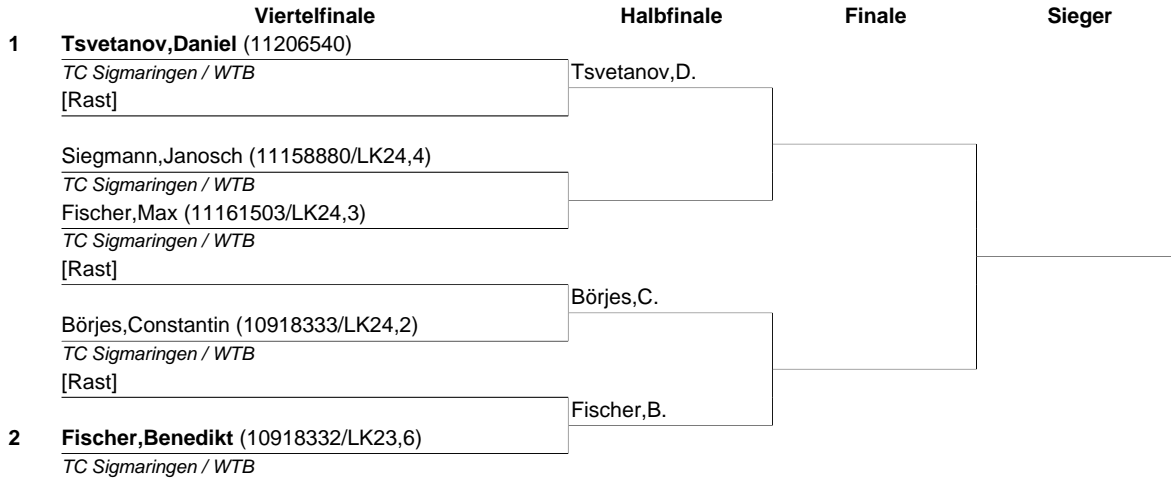 Viertelfinale Halbfinale Finale Sieger
1 Tsvetanov,Daniel (11206540)
TC Sigmaringen / WTB
Tsvetanov,D.
[Rast]
Siegmann,Janosch (11158880/LK24,4)
TC Sigmaringen / WTB
Fischer,Max (11161503/LK24,3)
TC Sigmaringen / WTB
[Rast]
Börjes,C.
Börjes,Constantin (10918333/LK24,2)
TC Sigmaringen / WTB
[Rast]
Fischer,B.
2 Fischer,Benedikt (10918332/LK23,6)
TC Sigmaringen / WTB